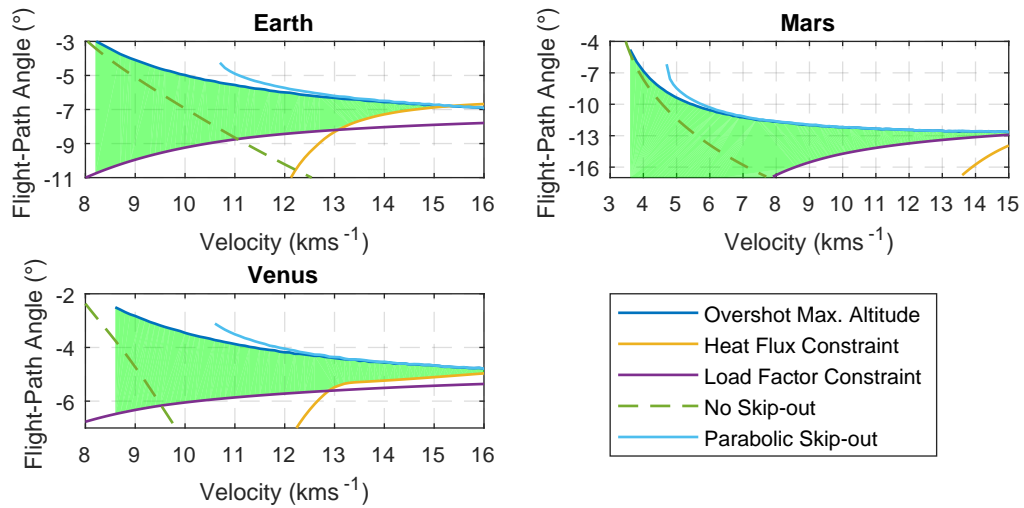 Earth
Flight-Path Angle (°)
-3
-5
-7
-9
-11
8 9 10 11 12 13 14 15 16
Velocity (kms⁻¹)
Mars
Flight-Path Angle (°)
-4
-7
-10
-13
-16
3 4 5 6 7 8 9 10 11 12 13 14 15
Velocity (kms⁻¹)
Venus
Flight-Path Angle (°)
-2
-4
-6
8 9 10 11 12 13 14 15 16
Velocity (kms⁻¹)
Overshot Max. Altitude
Heat Flux Constraint
Load Factor Constraint
No Skip-out
Parabolic Skip-out